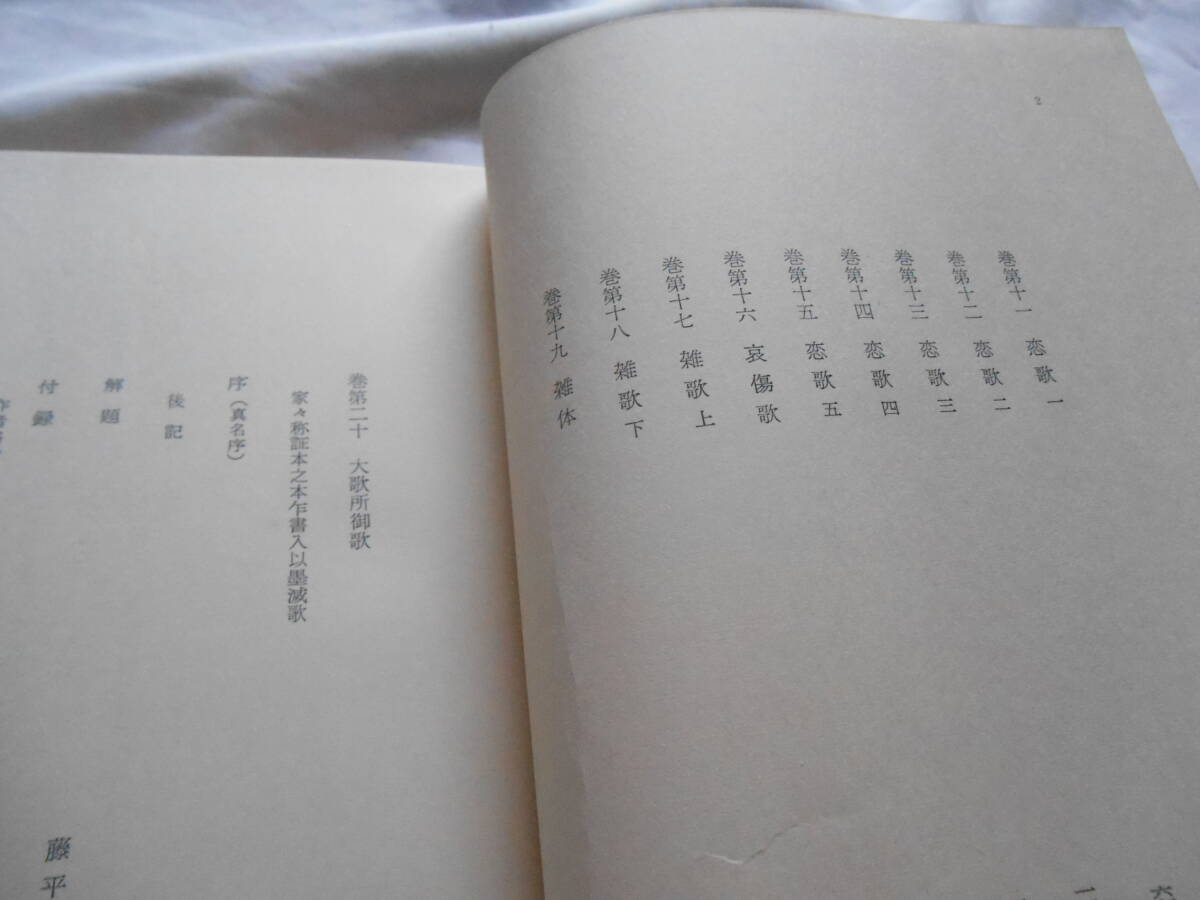 2
巻第十一 恋歌一
巻第十二 恋歌二
巻第十三 恋歌三
巻第十四 恋歌四
巻第十五 恋歌五
巻第十六 哀傷歌
巻第十七 雑歌上
巻第十八 雑歌下
巻第十九 雑体
巻第二十 大歌所御歌
家々称証本之本乍書入以墨滅歌
序(真名序)
後記
解題
付録
藤平